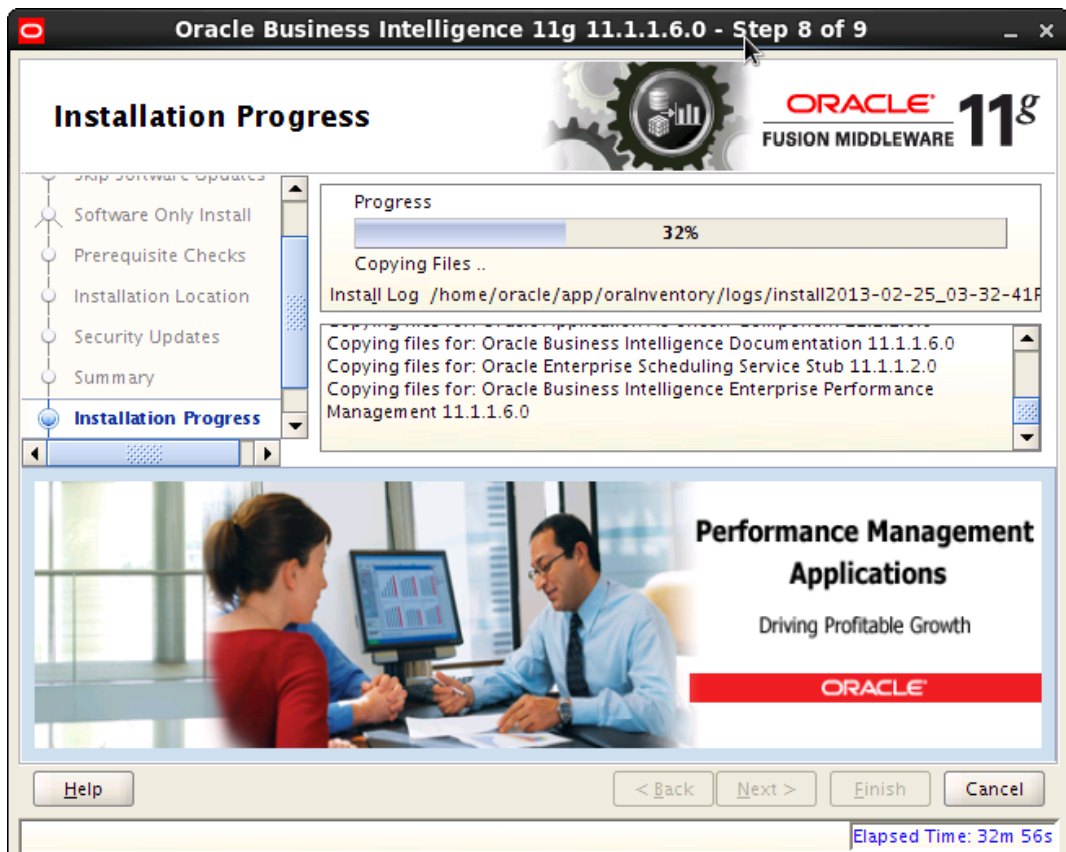 Oracle Business Intelligence 11g 11.1.1.6.0 - Step 8 of 9
Installation Progress
ORACLE
FUSION MIDDLEWARE
11g
Skip Software Updates
Software Only Install
Prerequisite Checks
Installation Location
Security Updates
Summary
Installation Progress
Progress
32%
Copying Files ..
Install Log /home/oracle/app/oraInventory/logs/install2013-02-25_03-32-41P
Copying files for: Oracle Business Intelligence Documentation 11.1.1.6.0
Copying files for: Oracle Enterprise Scheduling Service Stub 11.1.1.2.0
Copying files for: Oracle Business Intelligence Enterprise Performance
Management 11.1.1.6.0
Performance Management
Applications
Driving Profitable Growth
ORACLE
Help
< Back
Next >
Finish
Cancel
Elapsed Time: 32m 56s